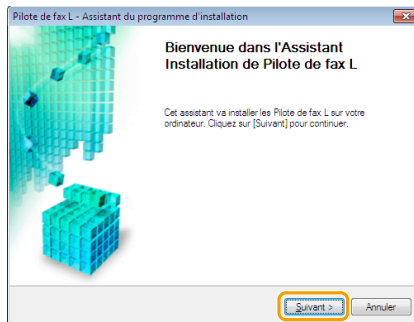 Pilote de fax L - Assistant du programme d'installation
Bienvenue dans l'Assistant
Installation de Pilote de fax L
Cet assistant va installer les Pilote de fax L sur votre
ordinateur. Cliquez sur [Suivant] pour continuer.
Suivant >
Annuler